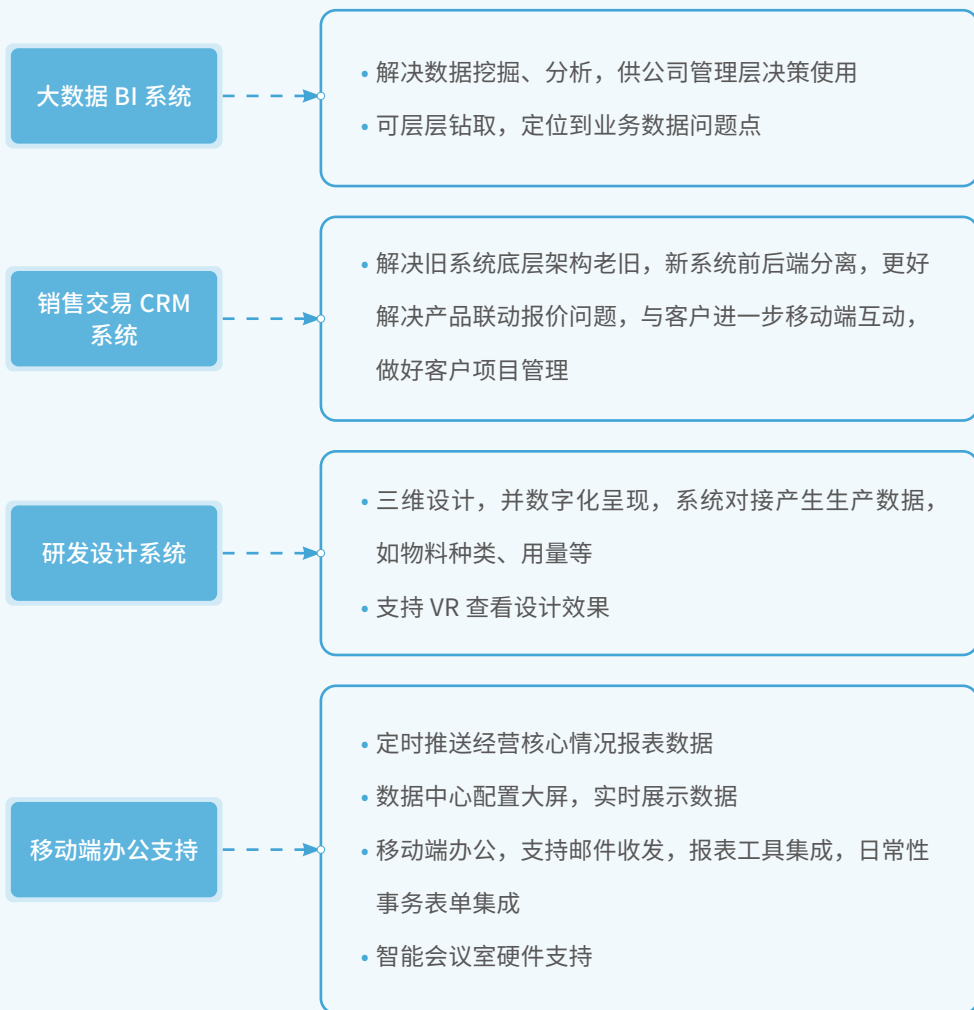 大数据 BI 系统
• 解决数据挖掘、分析，供公司管理层决策使用
• 可层层钻取，定位到业务数据问题点
销售交易 CRM
系统
• 解决旧系统底层架构老旧，新系统前后端分离，更好
解决产品联动报价问题，与客户进一步移动端互动，
做好客户项目管理
研发设计系统
• 三维设计，并数字化呈现，系统对接产生生产数据，
如物料种类、用量等
• 支持 VR 查看设计效果
移动端办公支持
• 定时推送经营核心情况报表数据
• 数据中心配置大屏，实时展示数据
• 移动端办公，支持邮件收发，报表工具集成，日常性
事务表单集成
• 智能会议室硬件支持